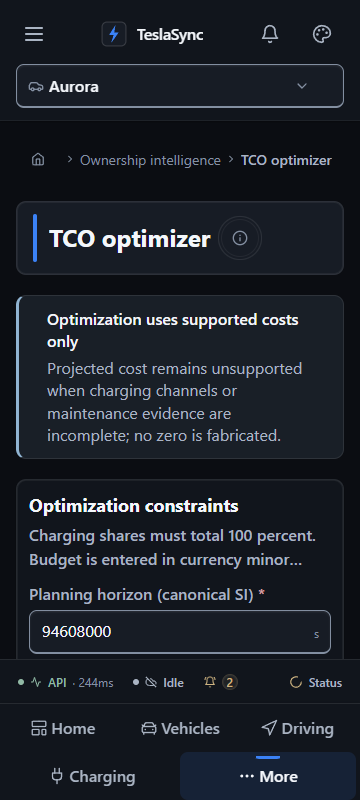 TeslaSync
Aurora
Ownership intelligence TCO optimizer
TCO optimizer
Optimization uses supported costs
only
Projected cost remains unsupported
when charging channels or
maintenance evidence are
incomplete; no zero is fabricated.
Optimization constraints
Charging shares must total 100 percent.
Budget is entered in currency minor...
Planning horizon (canonical SI) *
94608000 s
API · 244ms Idle 2 Status
Home Vehicles Driving
Charging More